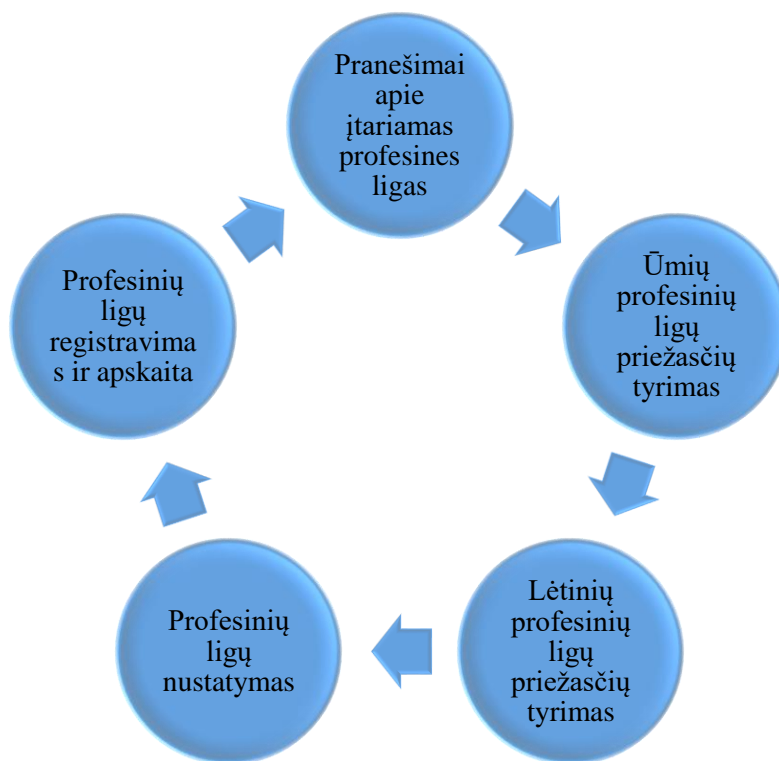 Pranešimai
apie
įtariamas
profesines
ligas
Ūmių
profesinių
ligų
priežasčių
tyrimas
Lėtinių
profesinių
ligų
priežasčių
tyrimas
Profesinių
ligų
nustatymas
Profesinių
ligų
registravima
s ir apskaita